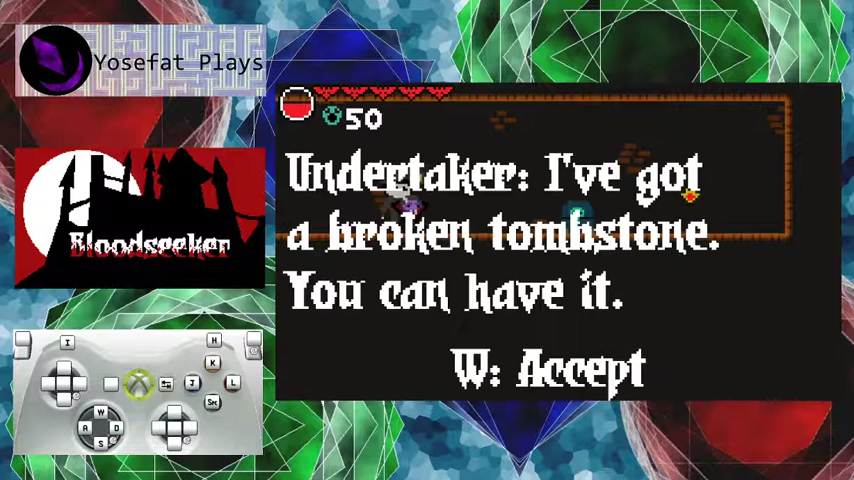 Yosefat Plays
50
Undertaker: I've got
a broken tombstone.
You can have it.
W: Accept
Bloodseeker
I
H
K
J
L
W
A
D
S